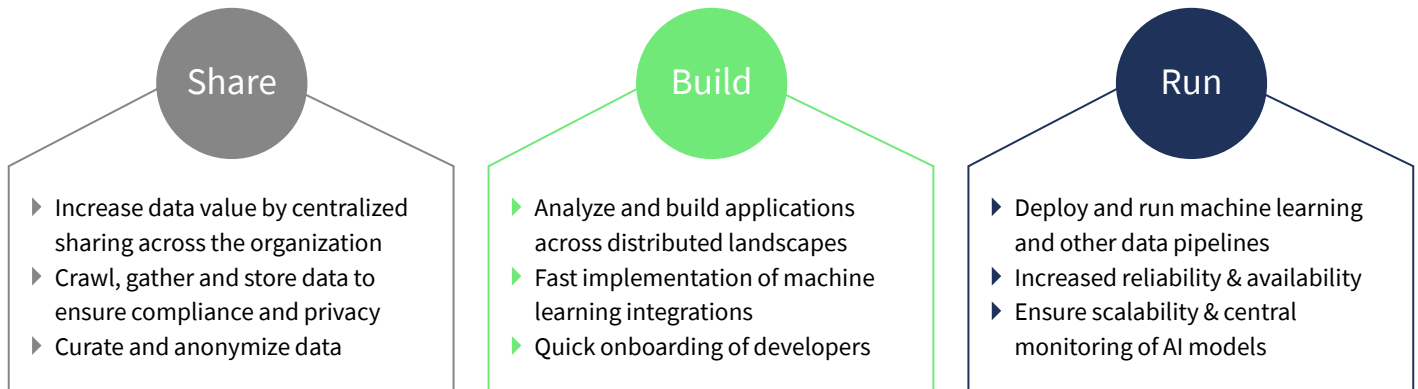 Share
Increase data value by centralized
sharing across the organization
Crawl, gather and store data to
ensure compliance and privacy
Curate and anonymize data
Build
Analyze and build applications
across distributed landscapes
Fast implementation of machine
learning integrations
Quick onboarding of developers
Run
Deploy and run machine learning
and other data pipelines
Increased reliability & availability
Ensure scalability & central
monitoring of AI models